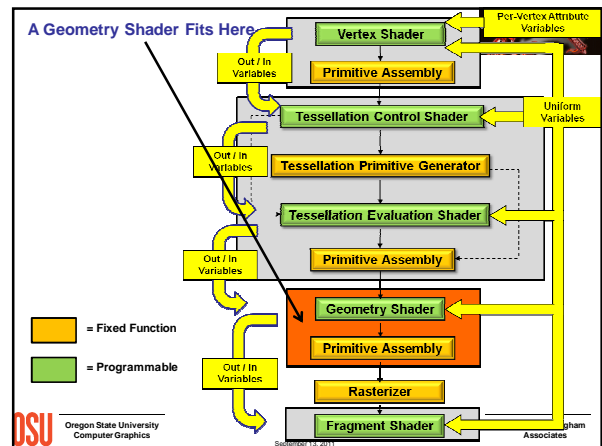 A Geometry Shader Fits Here
Per-Vertex Attribute
Variables
Vertex Shader
Out / In
Variables
Primitive Assembly
Uniform
Variables
Tessellation Control Shader
Out / In
Variables
Tessellation Primitive Generator
Tessellation Evaluation Shader
Out / In
Variables
Primitive Assembly
Geometry Shader
= Fixed Function
Primitive Assembly
= Programmable
Out / In
Variables
Rasterizer
Fragment Shader
OSU
Oregon State University
Computer Graphics
September 13, 2011
gham
Associates